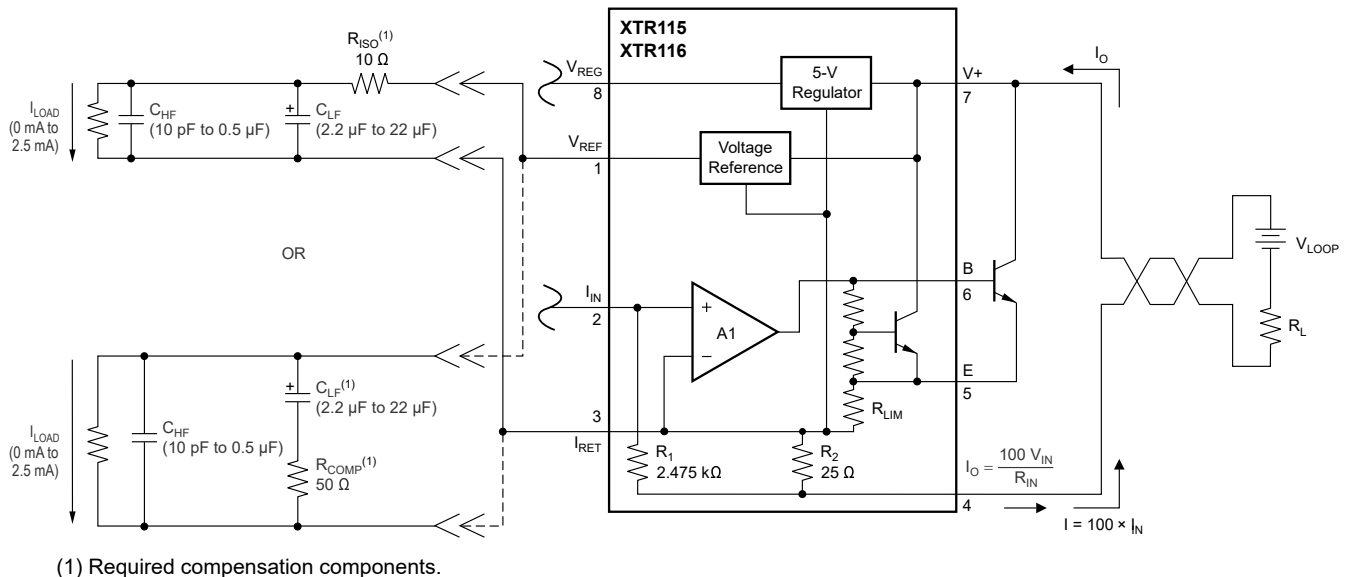 XTR115
XTR116
R_ISO(1)
10 Ω
I_LOAD
(0 mA to
2.5 mA)
C_HF
(10 pF to 0.5 µF)
+
C_LF
(2.2 µF to 22 µF)
V_REG
8
5-V
Regulator
V+
7
I_O
V_REF
1
Voltage
Reference
OR
I_IN
2
+
A1
−
B
6
E
5
V_LOOP
R_L
R_LIM
3
I_RET
R_1
2.475 kΩ
R_2
25 Ω
I_O = 100 V_IN / R_IN
4
I = 100 × I_N
I_LOAD
(0 mA to
2.5 mA)
C_HF
(10 pF to 0.5 µF)
+
C_LF(1)
(2.2 µF to 22 µF)
R_COMP(1)
50 Ω
(1) Required compensation components.